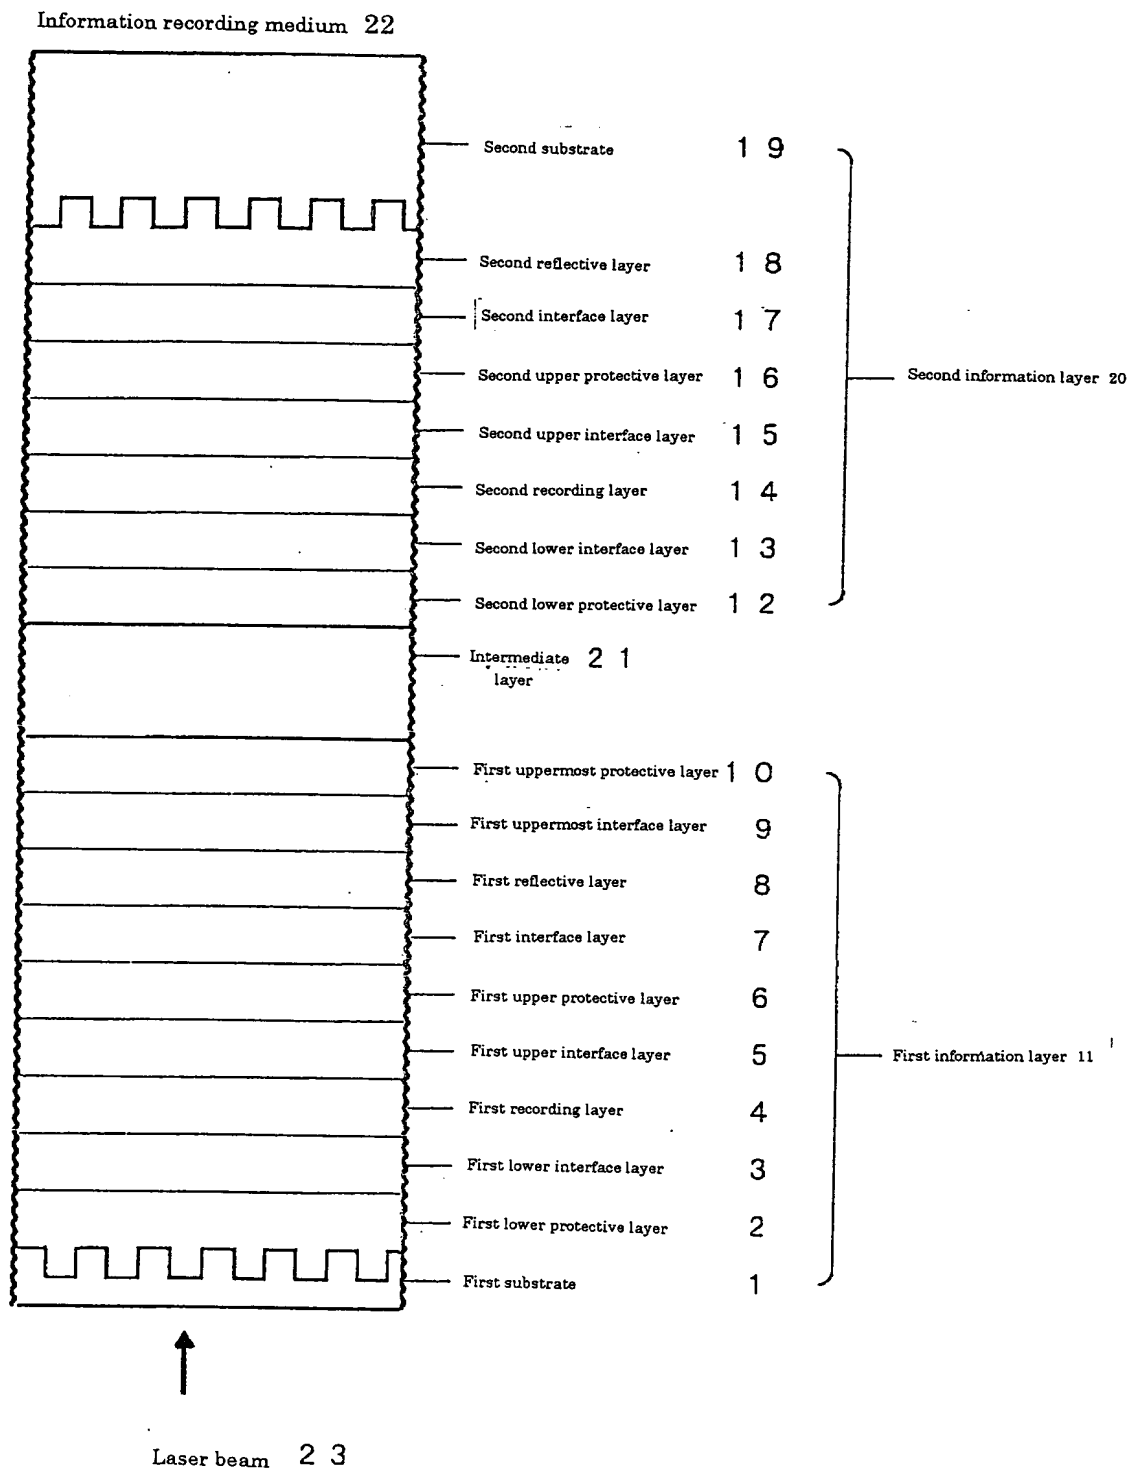 Information recording medium 22
Second substrate 19
Second reflective layer 18
Second interface layer 17
Second upper protective layer 16
Second information layer 20
Second upper interface layer 15
Second recording layer 14
Second lower interface layer 13
Second lower protective layer 12
Intermediate 21
layer
First uppermost protective layer 10
First uppermost interface layer 9
First reflective layer 8
First interface layer 7
First upper protective layer 6
First upper interface layer 5
First information layer 11
First recording layer 4
First lower interface layer 3
First lower protective layer 2
First substrate 1
Laser beam 23